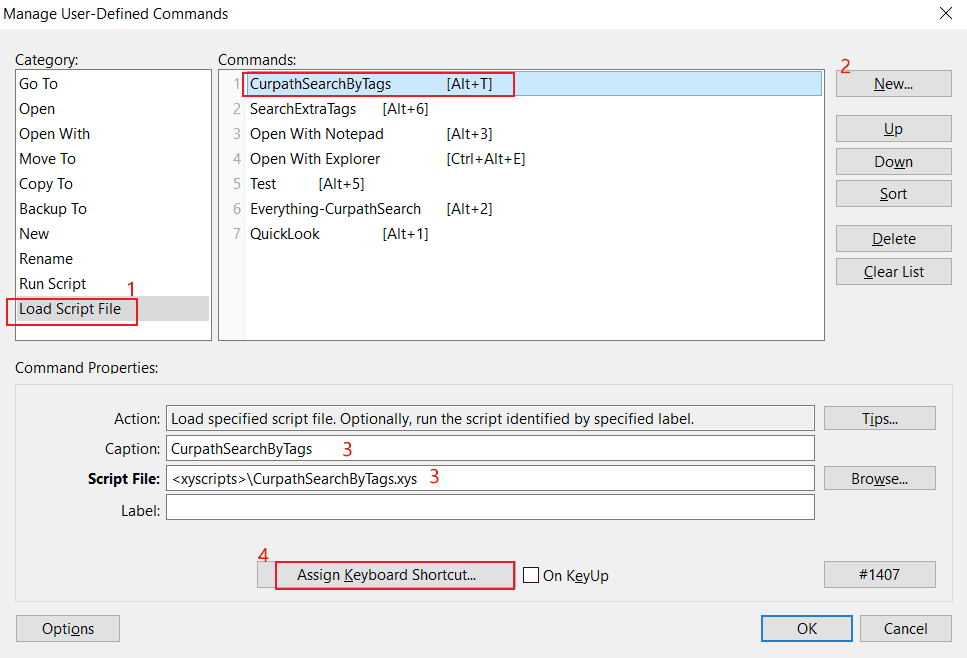 Manage User-Defined Commands
Category:
Go To
Open
Open With
Move To
Copy To
Backup To
New
Rename
Run Script
1
Load Script File
Commands:
1 CurpathSearchByTags [Alt+T]
2 SearchExtraTags [Alt+6]
3 Open With Notepad [Alt+3]
4 Open With Explorer [Ctrl+Alt+E]
5 Test [Alt+5]
6 Everything-CurpathSearch [Alt+2]
7 QuickLook [Alt+1]
2
New...
Up
Down
Sort
Delete
Clear List
Command Properties:
Action: Load specified script file. Optionally, run the script identified by specified label. Tips...
Caption: CurpathSearchByTags 3
Script File: <xyscripts>\CurpathSearchByTags.xys 3 Browse...
Label:
4
Assign Keyboard Shortcut... On KeyUp #1407
Options OK Cancel